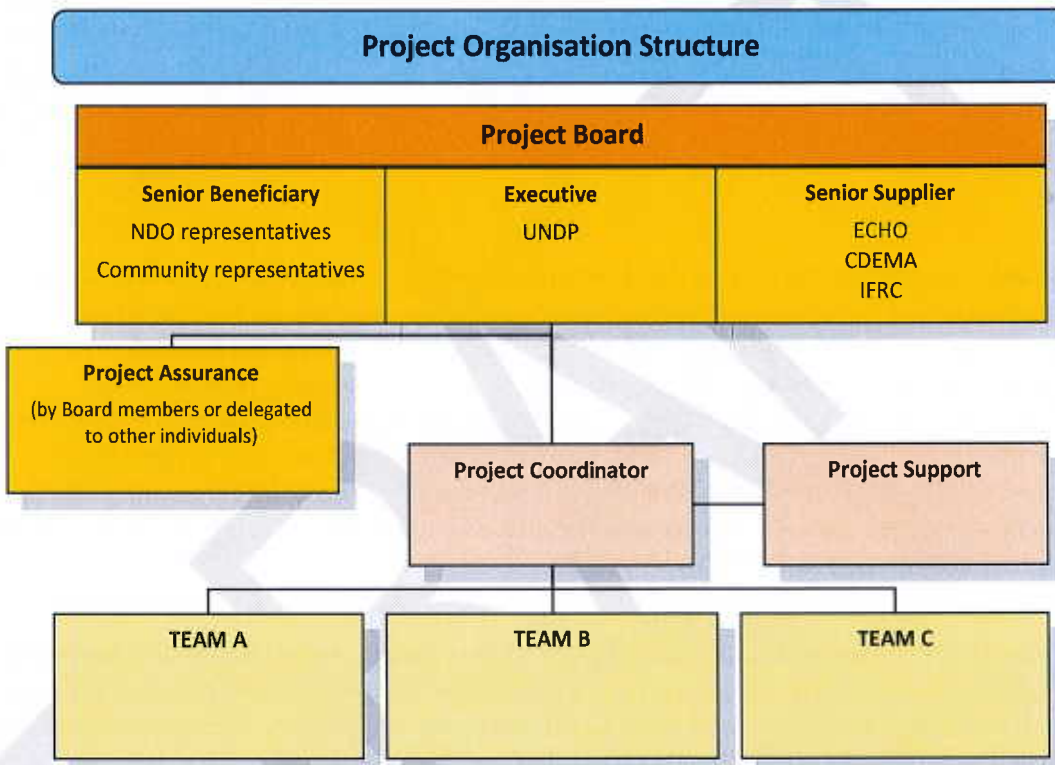 Project Organisation Structure
Project Board
Senior Beneficiary
NDO representatives
Community representatives
Executive
UNDP
Senior Supplier
ECHO
CDEMA
IFRC
Project Assurance
(by Board members or delegated
to other individuals)
Project Coordinator
Project Support
TEAM A
TEAM B
TEAM C